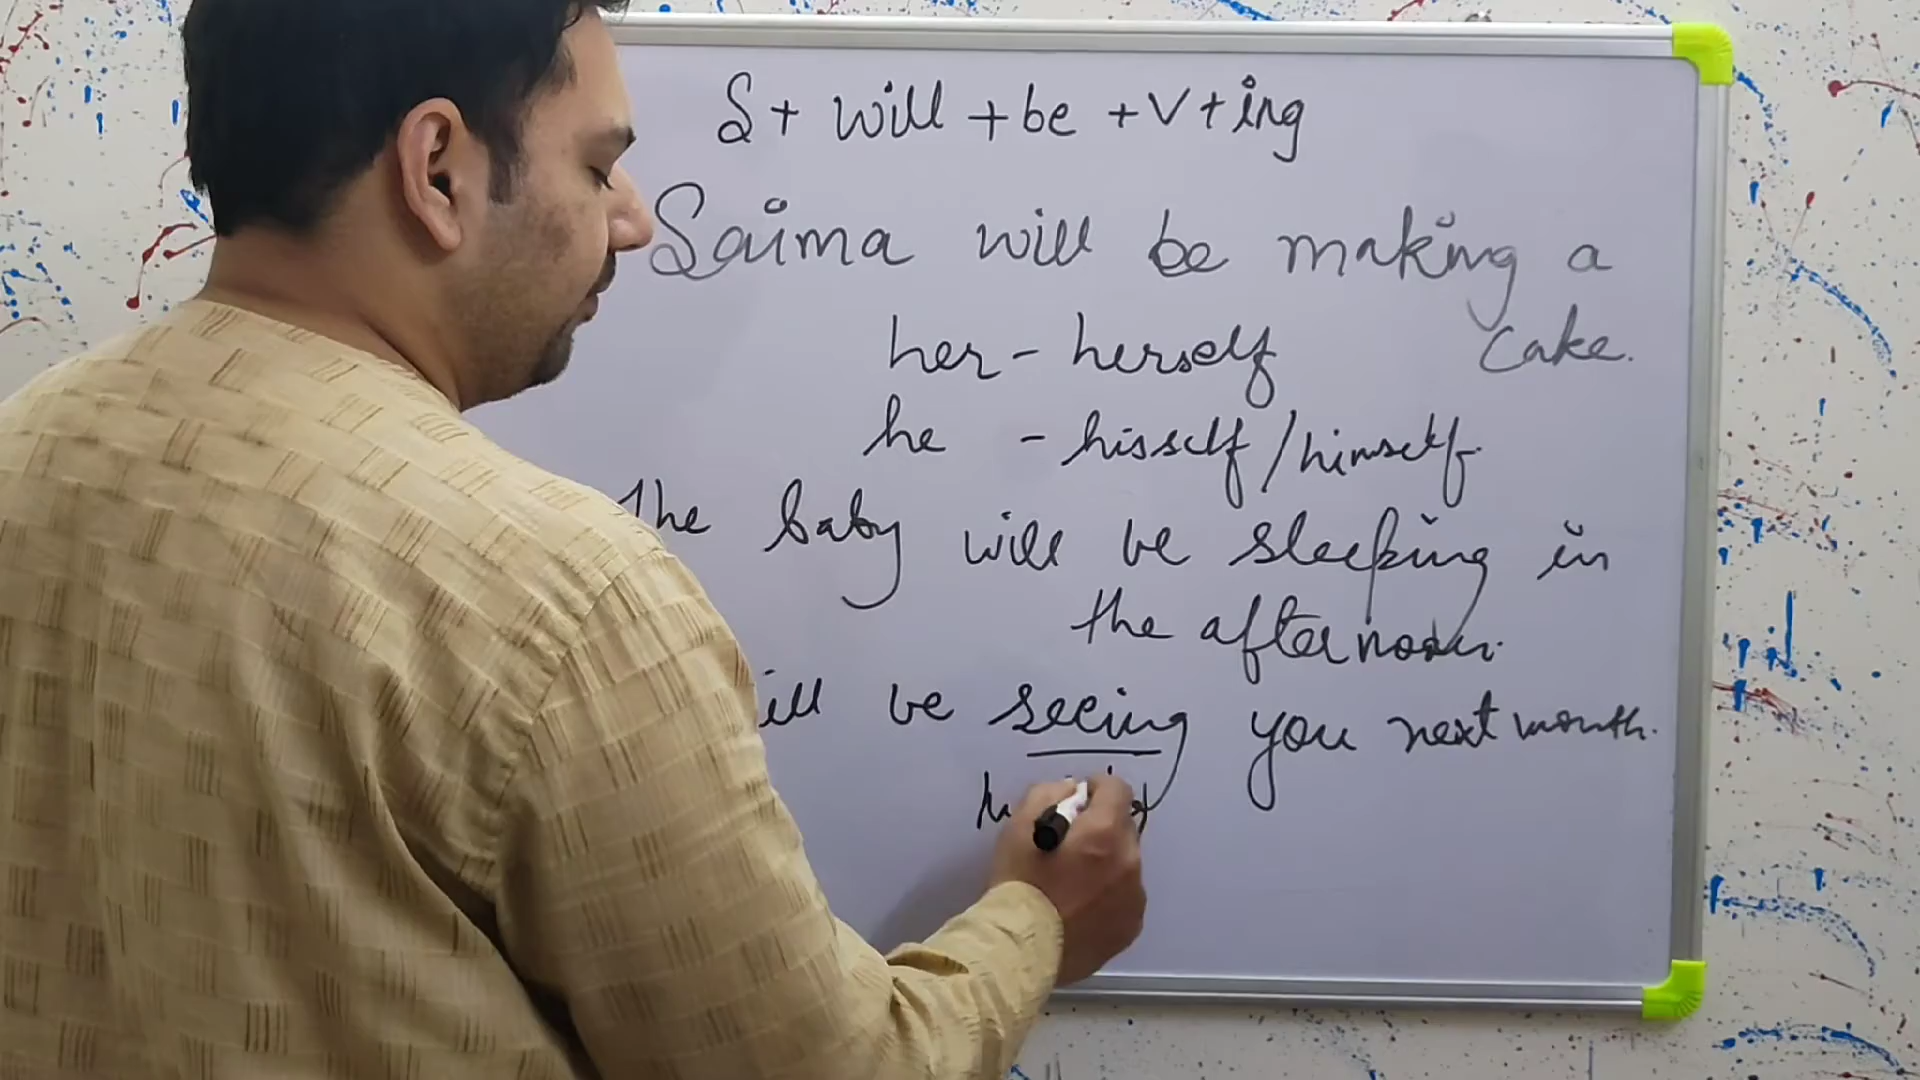 S + will + be + V + ing
Saima will be making a
cake.
her - herself
he - hisself / himself.
The baby will be sleeping in
the afternoon.
ill be seeing you next month.